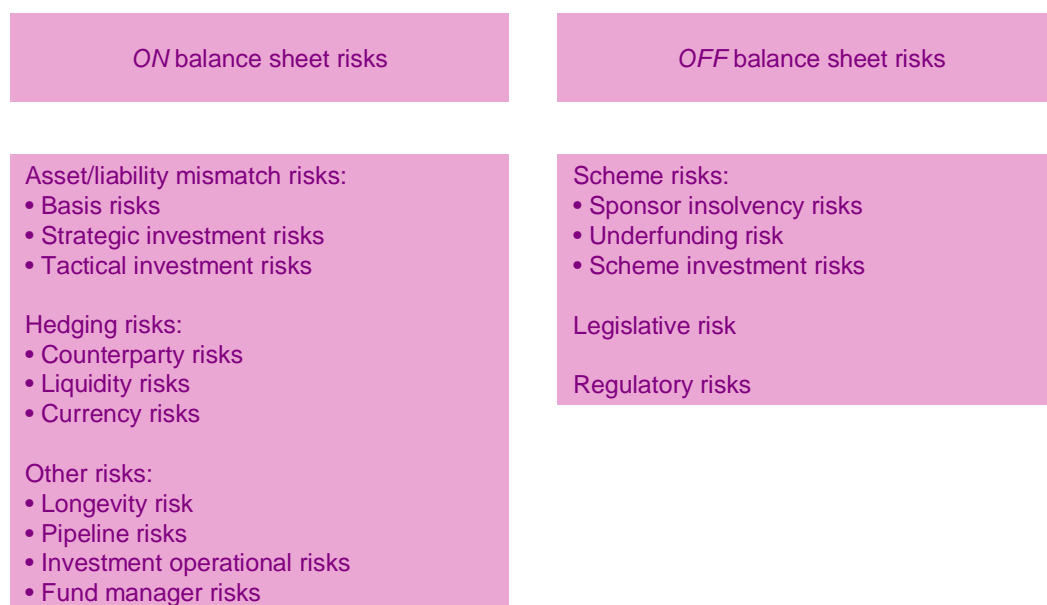 ON balance sheet risks
OFF balance sheet risks
Asset/liability mismatch risks:
• Basis risks
• Strategic investment risks
• Tactical investment risks
Hedging risks:
• Counterparty risks
• Liquidity risks
• Currency risks
Other risks:
• Longevity risk
• Pipeline risks
• Investment operational risks
• Fund manager risks
Scheme risks:
• Sponsor insolvency risks
• Underfunding risk
• Scheme investment risks
Legislative risk
Regulatory risks